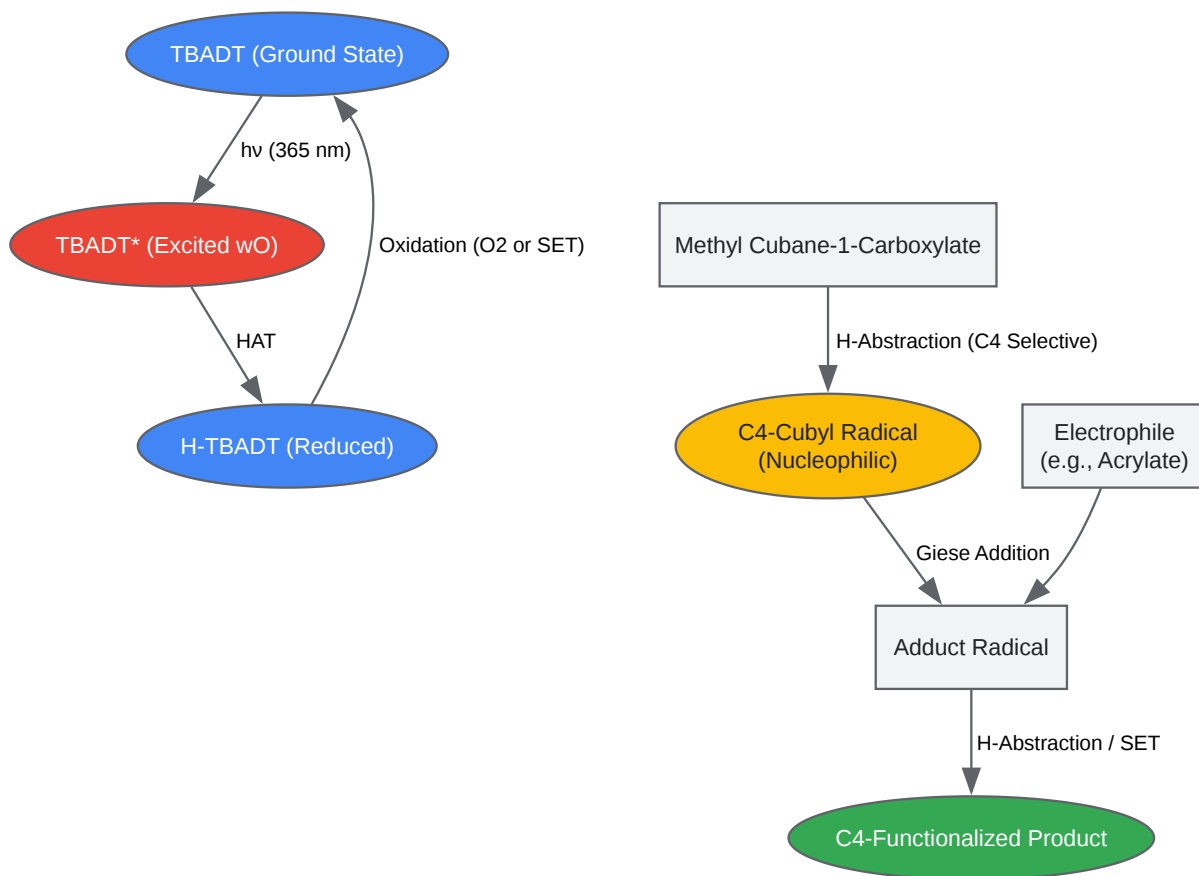 TBADT (Ground State)
hν (365 nm)
TBADT* (Excited wO)
Oxidation (O2 or SET)
HAT
H-TBADT (Reduced)
Methyl Cubane-1-Carboxylate
H-Abstraction (C4 Selective)
C4-Cubyl Radical
(Nucleophilic)
Electrophile
(e.g., Acrylate)
Giese Addition
Adduct Radical
H-Abstraction / SET
C4-Functionalized Product